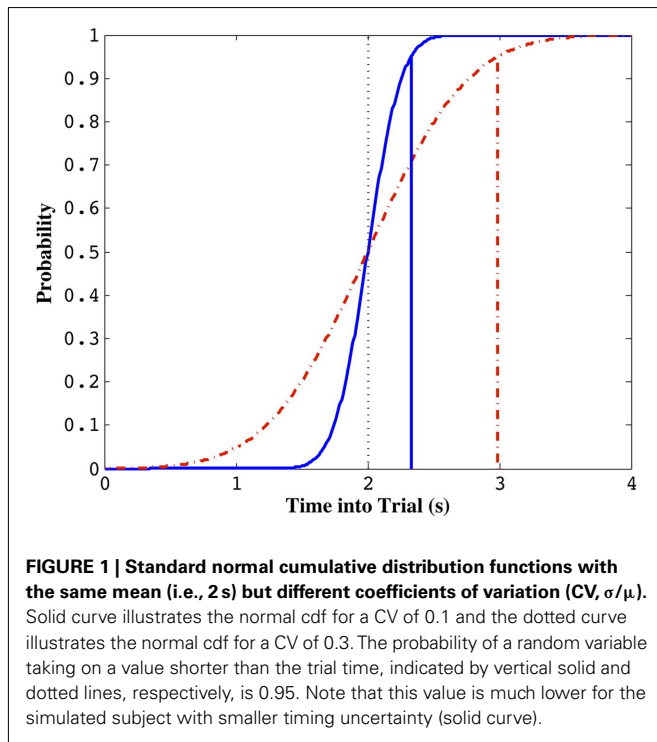 1
0.9
0.8
0.7
0.6
0.5
0.4
0.3
0.2
0.1
0
Probability
0 1 2 3 4
Time into Trial (s)
FIGURE 1 | Standard normal cumulative distribution functions with
the same mean (i.e., 2 s) but different coefficients of variation (CV, σ/μ).
Solid curve illustrates the normal cdf for a CV of 0.1 and the dotted curve
illustrates the normal cdf for a CV of 0.3. The probability of a random variable
taking on a value shorter than the trial time, indicated by vertical solid and
dotted lines, respectively, is 0.95. Note that this value is much lower for the
simulated subject with smaller timing uncertainty (solid curve).